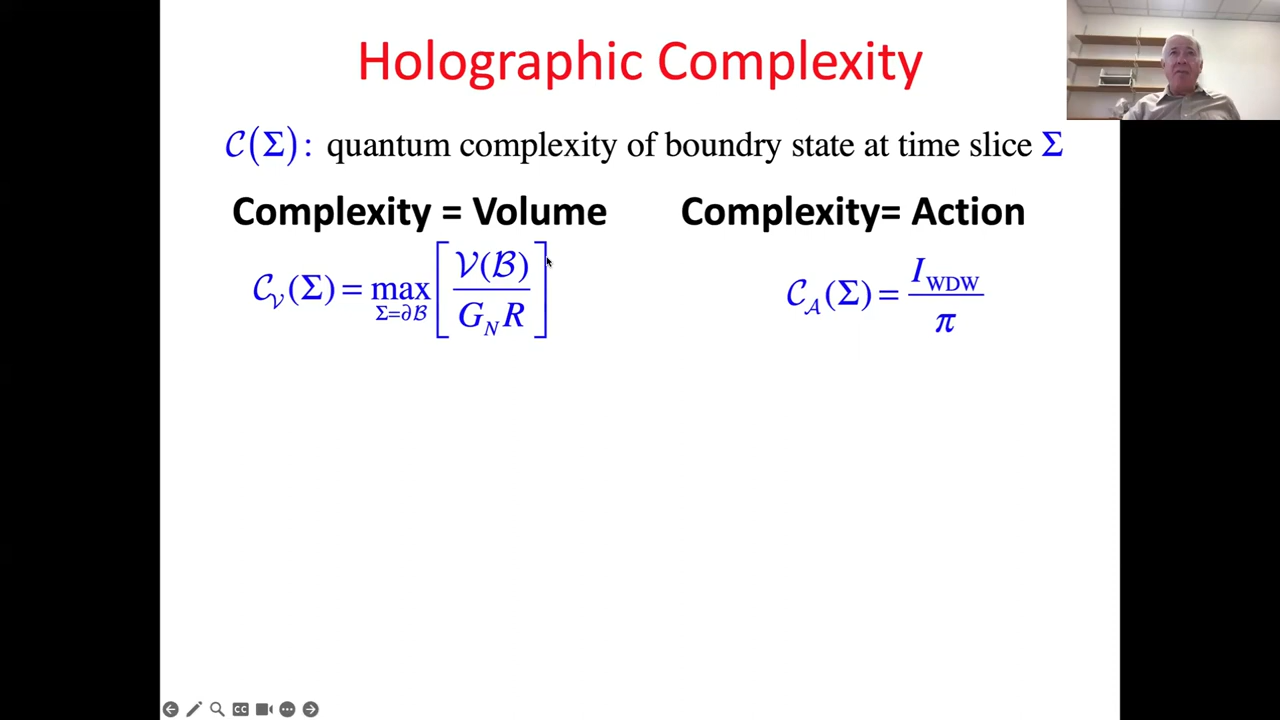 Holographic Complexity
𝒞(Σ): quantum complexity of boundry state at time slice Σ
Complexity = Volume
𝒞_𝒱(Σ) = max_{Σ=∂ℬ} [ 𝒱(ℬ) / G_N R ]
Complexity= Action
𝒞_𝒜(Σ) = I_WDW / π
CC